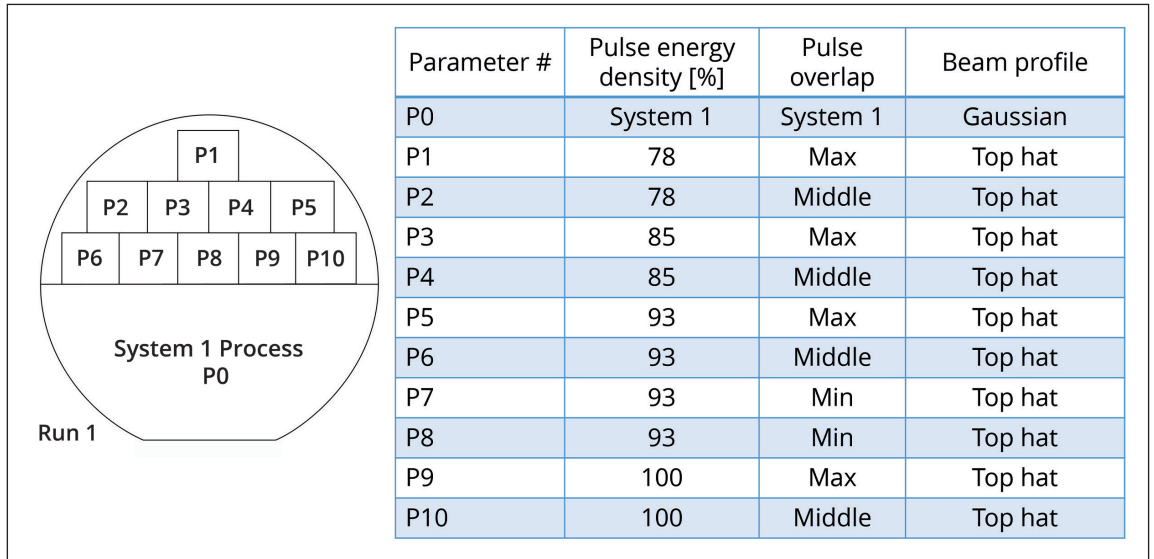 P1
P2 P3 P4 P5
P6 P7 P8 P9 P10
System 1 Process
P0
Run 1
Parameter # Pulse energy density [%] Pulse overlap Beam profile
P0 System 1 System 1 Gaussian
P1 78 Max Top hat
P2 78 Middle Top hat
P3 85 Max Top hat
P4 85 Middle Top hat
P5 93 Max Top hat
P6 93 Middle Top hat
P7 93 Min Top hat
P8 93 Min Top hat
P9 100 Max Top hat
P10 100 Middle Top hat